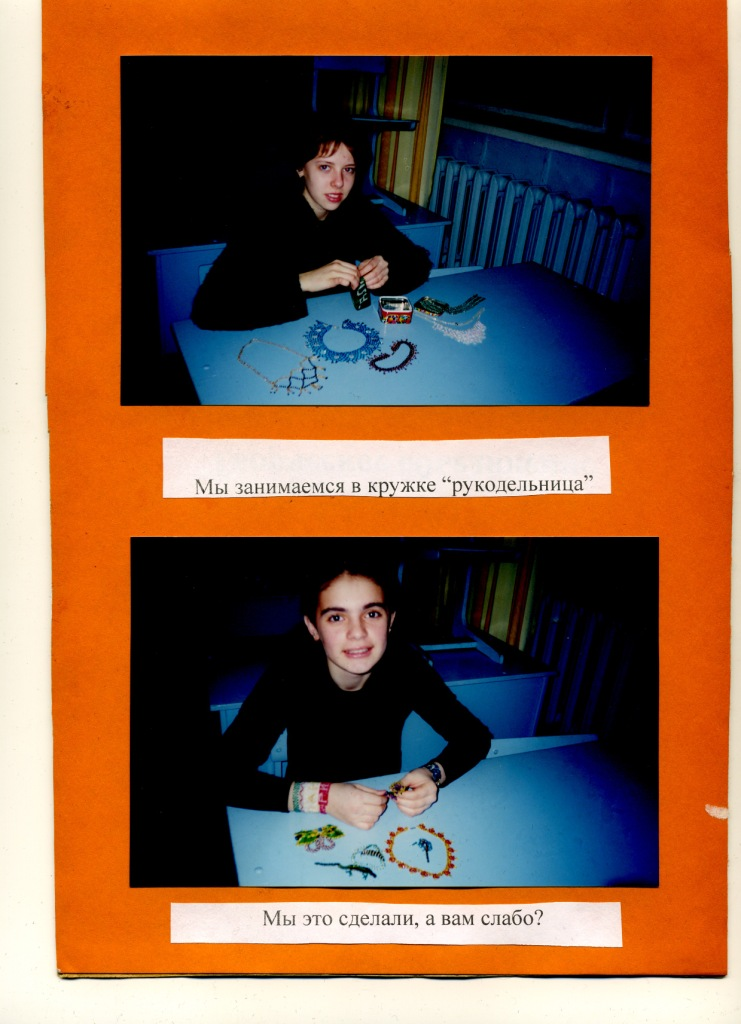 Мы занимаемся в кружке “рукодельница”
Мы это сделали, а вам слабо?